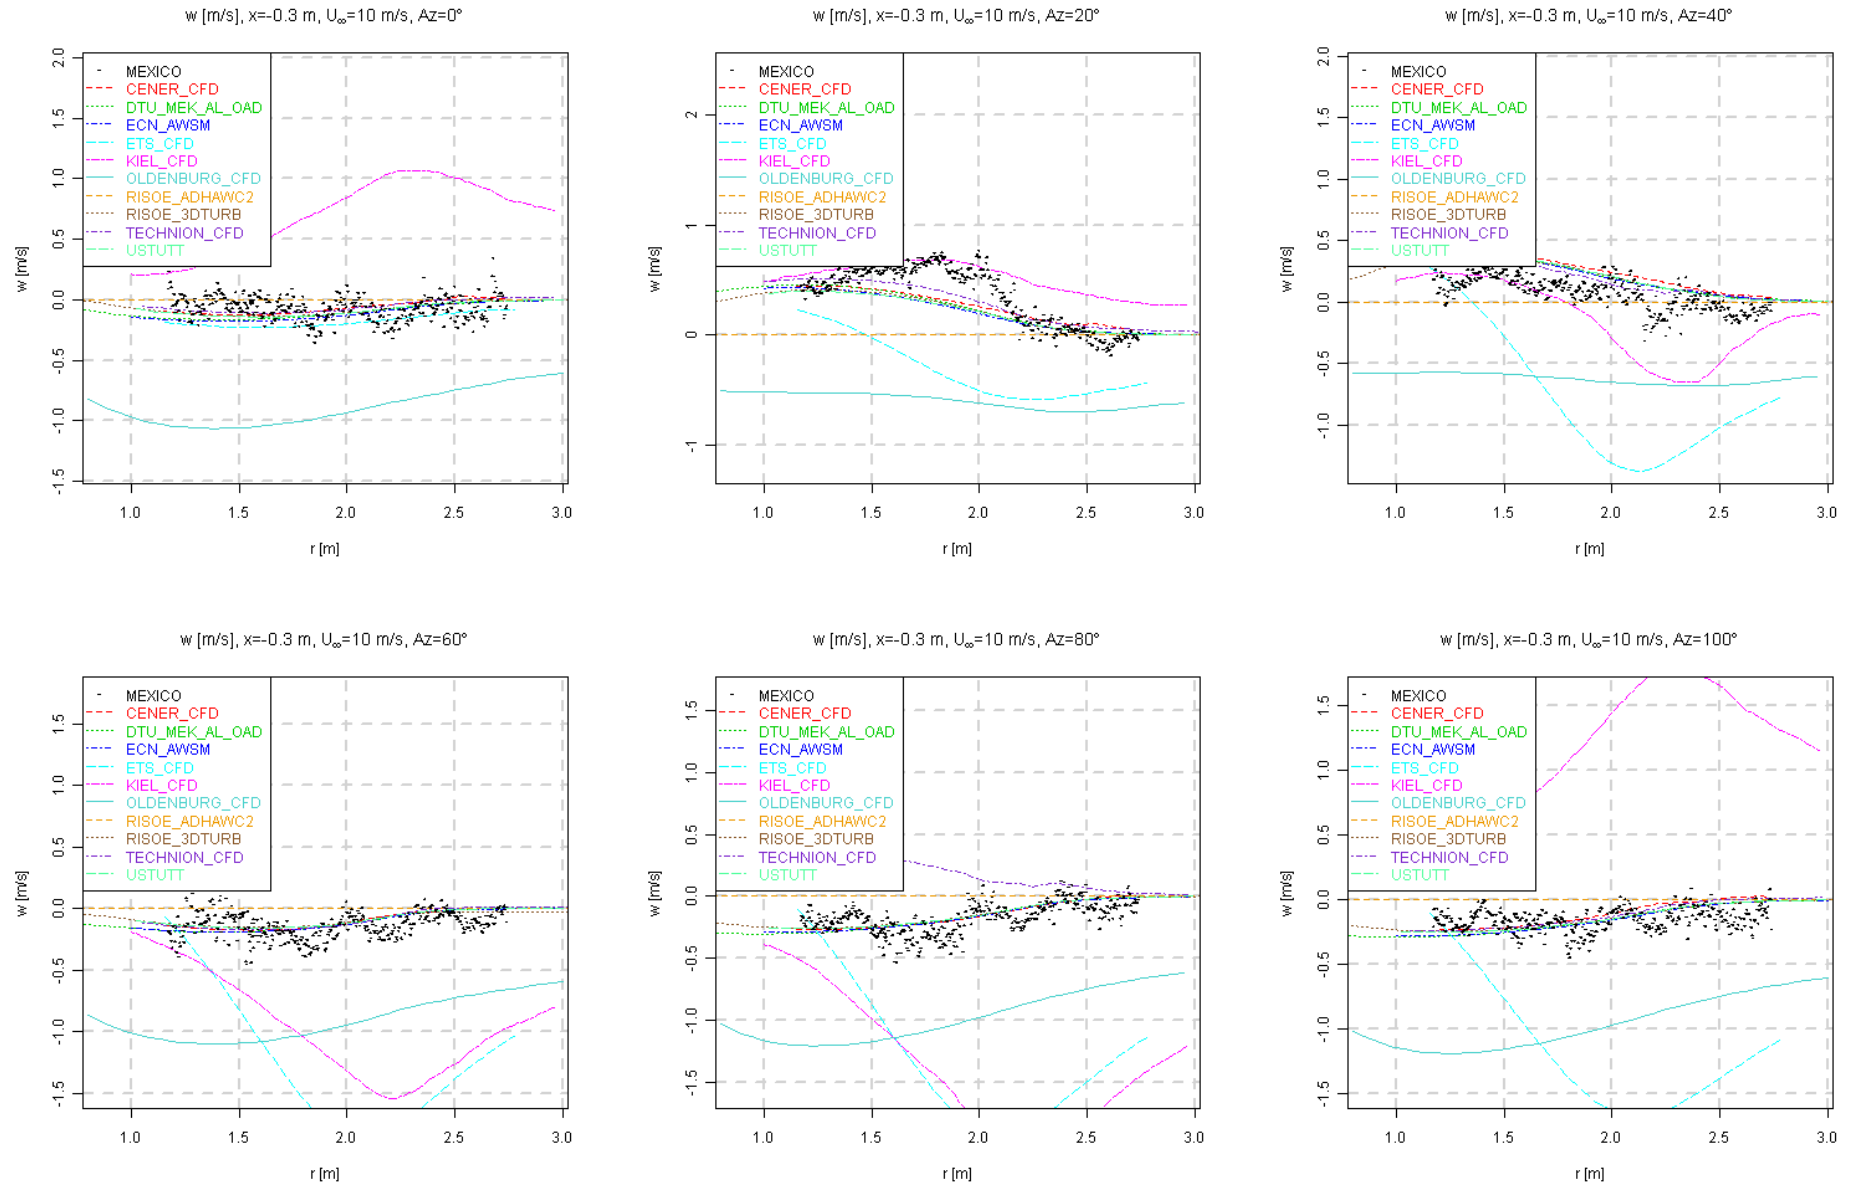 w [m/s], x=-0.3 m, U∞=10 m/s, Az=0°
MEXICO
CENER_CFD
DTU_MEK_AL_OAD
ECN_AWSM
ETS_CFD
KIEL_CFD
OLDENBURG_CFD
RISOE_ADHAWC2
RISOE_3DTURB
TECHNION_CFD
USTUTT
2.0
1.5
1.0
0.5
0.0
-0.5
-1.0
-1.5
w [m/s]
1.0 1.5 2.0 2.5 3.0
r [m]
w [m/s], x=-0.3 m, U∞=10 m/s, Az=20°
MEXICO
CENER_CFD
DTU_MEK_AL_OAD
ECN_AWSM
ETS_CFD
KIEL_CFD
OLDENBURG_CFD
RISOE_ADHAWC2
RISOE_3DTURB
TECHNION_CFD
USTUTT
2
1
0
-1
w [m/s]
1.0 1.5 2.0 2.5 3.0
r [m]
w [m/s], x=-0.3 m, U∞=10 m/s, Az=40°
MEXICO
CENER_CFD
DTU_MEK_AL_OAD
ECN_AWSM
ETS_CFD
KIEL_CFD
OLDENBURG_CFD
RISOE_ADHAWC2
RISOE_3DTURB
TECHNION_CFD
USTUTT
2.0
1.5
1.0
0.5
0.0
-0.5
-1.0
w [m/s]
1.0 1.5 2.0 2.5 3.0
r [m]
w [m/s], x=-0.3 m, U∞=10 m/s, Az=60°
MEXICO
CENER_CFD
DTU_MEK_AL_OAD
ECN_AWSM
ETS_CFD
KIEL_CFD
OLDENBURG_CFD
RISOE_ADHAWC2
RISOE_3DTURB
TECHNION_CFD
USTUTT
1.5
1.0
0.5
0.0
-0.5
-1.0
-1.5
w [m/s]
1.0 1.5 2.0 2.5 3.0
r [m]
w [m/s], x=-0.3 m, U∞=10 m/s, Az=80°
MEXICO
CENER_CFD
DTU_MEK_AL_OAD
ECN_AWSM
ETS_CFD
KIEL_CFD
OLDENBURG_CFD
RISOE_ADHAWC2
RISOE_3DTURB
TECHNION_CFD
USTUTT
1.5
1.0
0.5
0.0
-0.5
-1.0
-1.5
w [m/s]
1.0 1.5 2.0 2.5 3.0
r [m]
w [m/s], x=-0.3 m, U∞=10 m/s, Az=100°
MEXICO
CENER_CFD
DTU_MEK_AL_OAD
ECN_AWSM
ETS_CFD
KIEL_CFD
OLDENBURG_CFD
RISOE_ADHAWC2
RISOE_3DTURB
TECHNION_CFD
USTUTT
1.5
1.0
0.5
0.0
-0.5
-1.0
-1.5
w [m/s]
1.0 1.5 2.0 2.5 3.0
r [m]